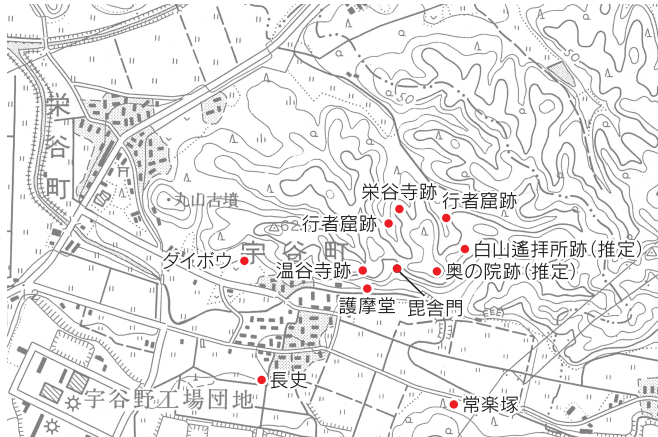 栄谷町
丸山古墳
62
宇谷町
栄谷寺跡
行者窟跡
行者窟跡
白山遙拝所跡(推定)
ダイボウ
温谷寺跡
奥の院跡(推定)
護摩堂
毘舎門
長史
宇谷野工場団地
常楽塚
50